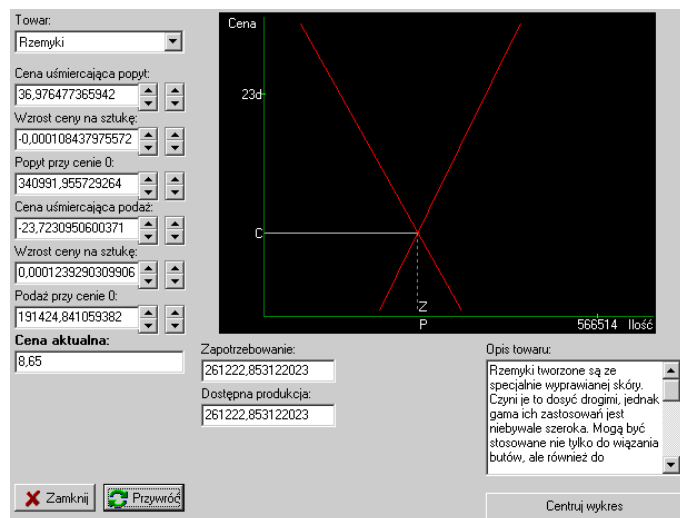 Towar:
Rzemyki
Cena uśmiercająca popyt:
36,976477365942
Wzrost ceny na sztukę:
-0,000108437975572
Popyt przy cenie 0:
340991,955729264
Cena uśmiercająca podaż:
-23,7230950600371
Wzrost ceny na sztukę:
0,0001239290309906
Podaż przy cenie 0:
191424,841059382
Cena aktualna:
8,65
Zamknij
Przywróć
Cena
23d
C
Z
P
566514 Ilość
Zapotrzebowanie:
261222,853122023
Dostępna produkcja:
261222,853122023
Opis towaru:
Rzemyki tworzone są ze
specjalnie wyprawianej skóry.
Czyni je to dosyć drogimi, jednak
gama ich zastosowań jest
niebywale szeroka. Mogą być
stosowane nie tylko do wiązania
butów, ale również do
Centruj wykres